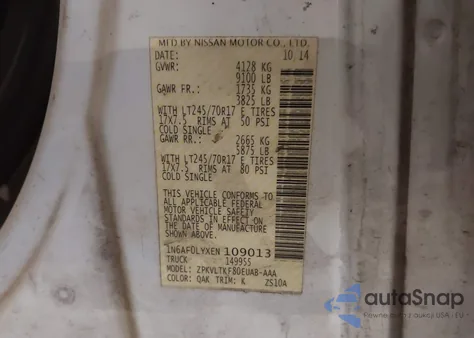 MFD BY NISSAN MOTOR CO., LTD.
DATE: 10 14
GVWR: 4128 KG
9100 LB
GAWR FR.: 1735 KG
3825 LB
WITH LT245/70R17 E TIRES
17X7.5 RIMS AT 50 PSI
COLD SINGLE
GAWR RR.: 2665 KG
5875 LB
WITH LT245/70R17 E TIRES
17X7.5 RIMS AT 80 PSI
COLD SINGLE
THIS VEHICLE CONFORMS TO
ALL APPLICABLE FEDERAL
MOTOR VEHICLE SAFETY
STANDARDS IN EFFECT ON
THE DATE OF MANUFACTURE
SHOWN ABOVE.
1N6AF0LYXEN 109013
TRUCK 149955
MODEL: ZPKVLTKF80EUAB-AAA
COLOR: QAK TRIM: K ZS10A
autoSnap